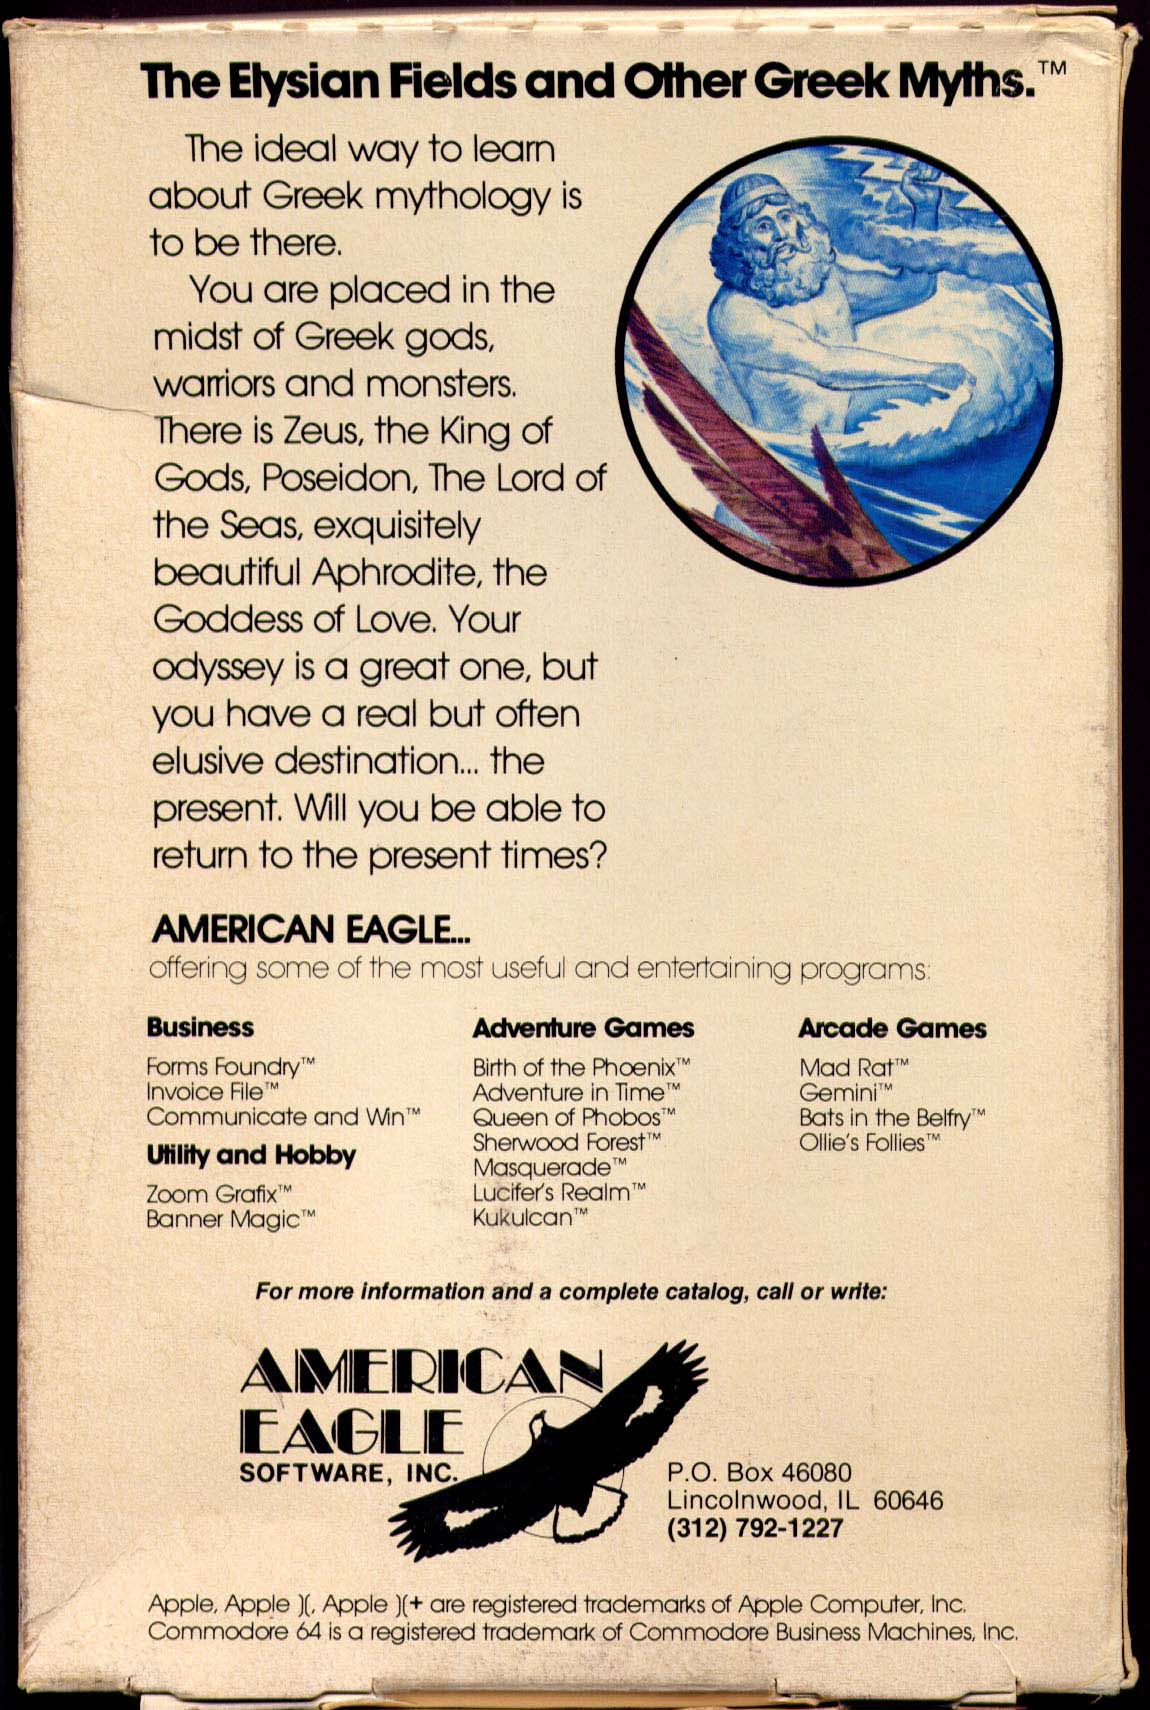 The Elysian Fields and Other Greek Myths.™
The ideal way to learn
about Greek mythology is
to be there.
You are placed in the
midst of Greek gods,
warriors and monsters.
There is Zeus, the King of
Gods, Poseidon, The Lord of
the Seas, exquisitely
beautiful Aphrodite, the
Goddess of Love. Your
odyssey is a great one, but
you have a real but often
elusive destination... the
present. Will you be able to
return to the present times?
AMERICAN EAGLE...
offering some of the most useful and entertaining programs:
Business
Forms Foundry™
Invoice File™
Communicate and Win™
Utility and Hobby
Zoom Grafix™
Banner Magic™
Adventure Games
Birth of the Phoenix™
Adventure in Time™
Queen of Phobos™
Sherwood Forest™
Masquerade™
Lucifer's Realm™
Kukulcan™
Arcade Games
Mad Rat™
Gemini™
Bats in the Belfry™
Ollie's Follies™
For more information and a complete catalog, call or write:
AMERICAN
EAGLE
SOFTWARE, INC.
P.O. Box 46080
Lincolnwood, IL 60646
(312) 792-1227
Apple, Apple ][, Apple ][+ are registered trademarks of Apple Computer, Inc.
Commodore 64 is a registered trademark of Commodore Business Machines, Inc.